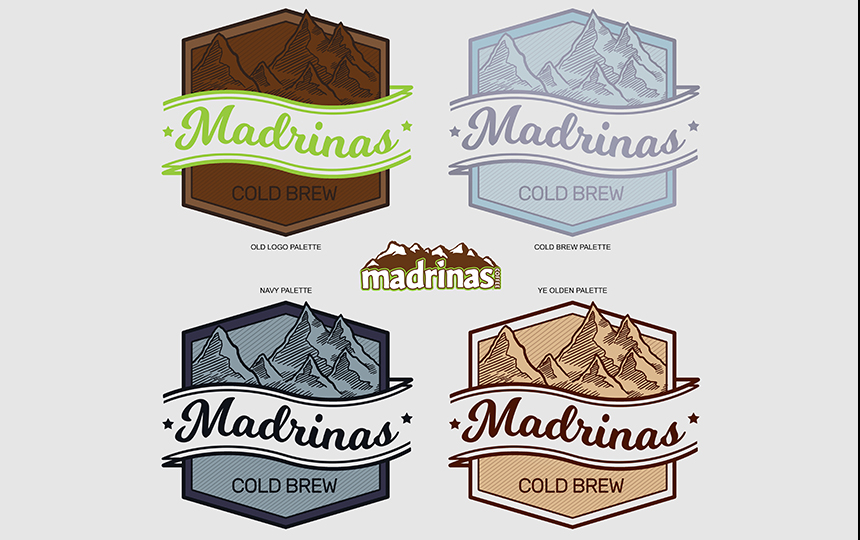 Madrinas
COLD BREW
OLD LOGO PALETTE
Madrinas
COLD BREW
COLD BREW PALETTE
madrinas
COFFEE
NAVY PALETTE
Madrinas
COLD BREW
YE OLDEN PALETTE
Madrinas
COLD BREW